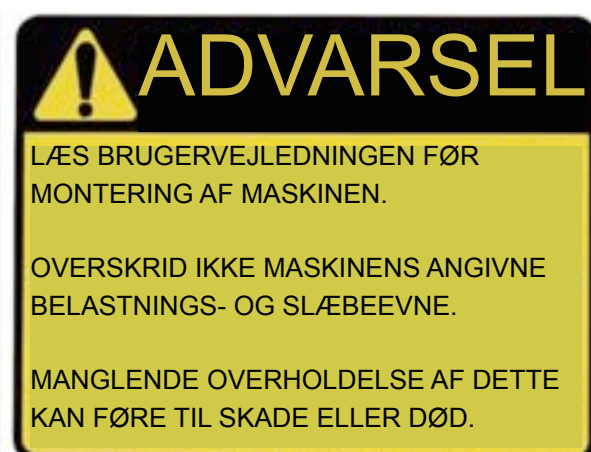 ADVARSEL
LÆS BRUGERVEJLEDNINGEN FØR
MONTERING AF MASKINEN.
OVERSKRID IKKE MASKINENS ANGIVNE
BELASTNINGS- OG SLÆBEEVNE.
MANGLENDE OVERHOLDELSE AF DETTE
KAN FØRE TIL SKADE ELLER DØD.